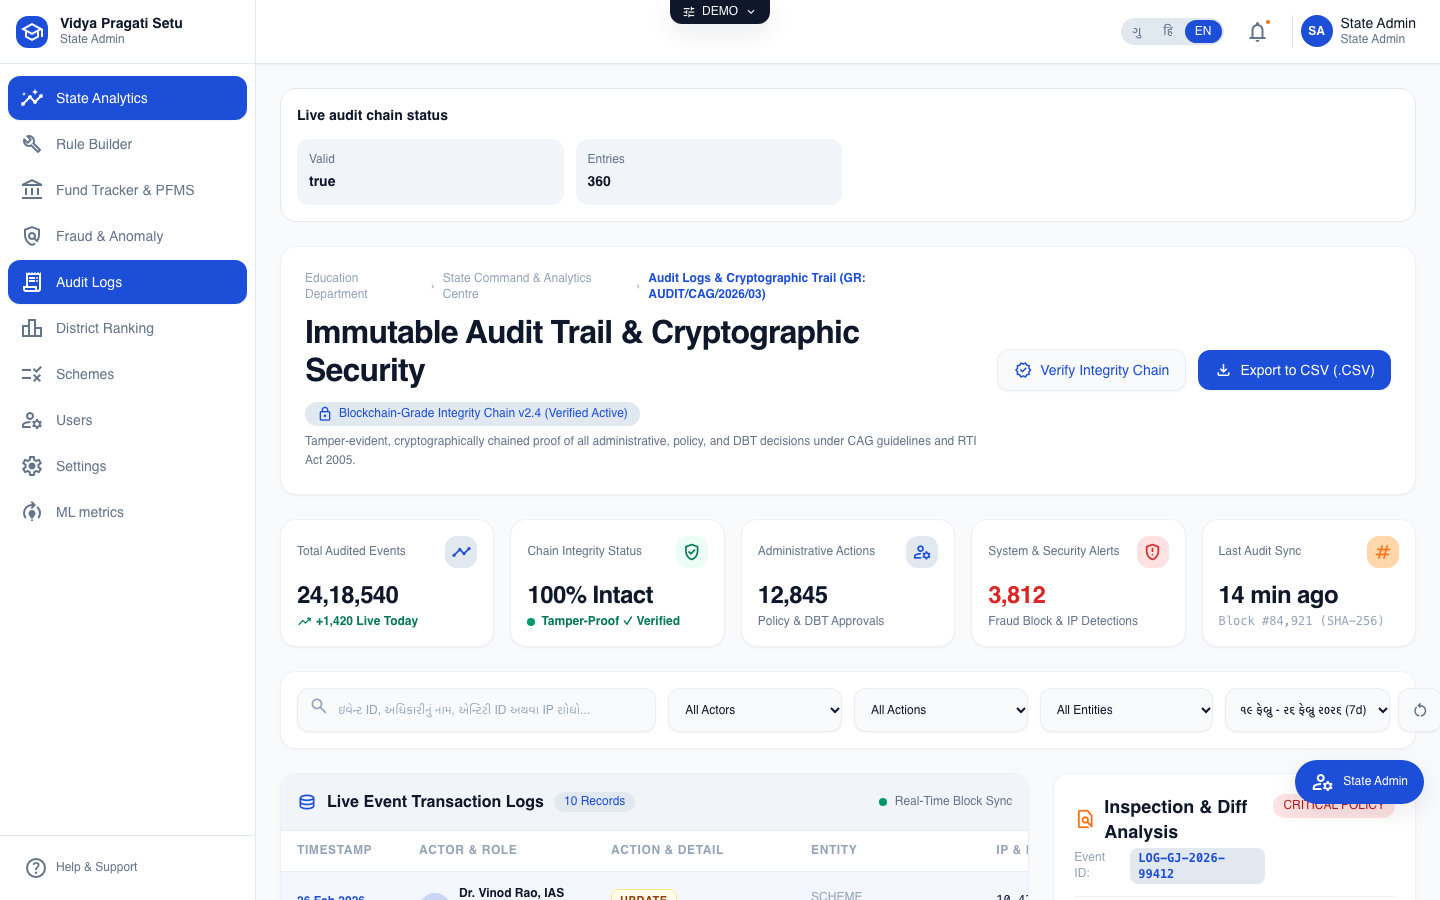 Vidya Pragati Setu
State Admin
DEMO
ગુ
हि
EN
SA
State Admin
State Admin
State Analytics
Rule Builder
Fund Tracker & PFMS
Fraud & Anomaly
Audit Logs
District Ranking
Schemes
Users
Settings
ML metrics
Help & Support
Live audit chain status
Valid
true
Entries
360
Education
Department
›
State Command & Analytics
Centre
›
Audit Logs & Cryptographic Trail (GR:
AUDIT/CAG/2026/03)
Immutable Audit Trail & Cryptographic
Security
Blockchain-Grade Integrity Chain v2.4 (Verified Active)
Tamper-evident, cryptographically chained proof of all administrative, policy, and DBT decisions under CAG guidelines and RTI
Act 2005.
Verify Integrity Chain
Export to CSV (.CSV)
Total Audited Events
24,18,540
+1,420 Live Today
Chain Integrity Status
100% Intact
Tamper-Proof ✓ Verified
Administrative Actions
12,845
Policy & DBT Approvals
System & Security Alerts
3,812
Fraud Block & IP Detections
Last Audit Sync
14 min ago
Block #84,921 (SHA-256)
ઇવેન્ટ ID, અધિકારીનું નામ, એન્ટિટી ID અથવા IP શોધો...
All Actors
All Actions
All Entities
૧૯ ફેબ્રુ - ૨૬ ફેબ્રુ ૨૦૨૬ (7d)
Live Event Transaction Logs
10 Records
Real-Time Block Sync
TIMESTAMP
ACTOR & ROLE
ACTION & DETAIL
ENTITY
IP &
26 Feb 2026
Dr. Vinod Rao, IAS
UPDATE
SCHEME
Inspection & Diff
Analysis
CRITICAL POLICY
Event
ID:
LOG-GJ-2026-
99412
State Admin